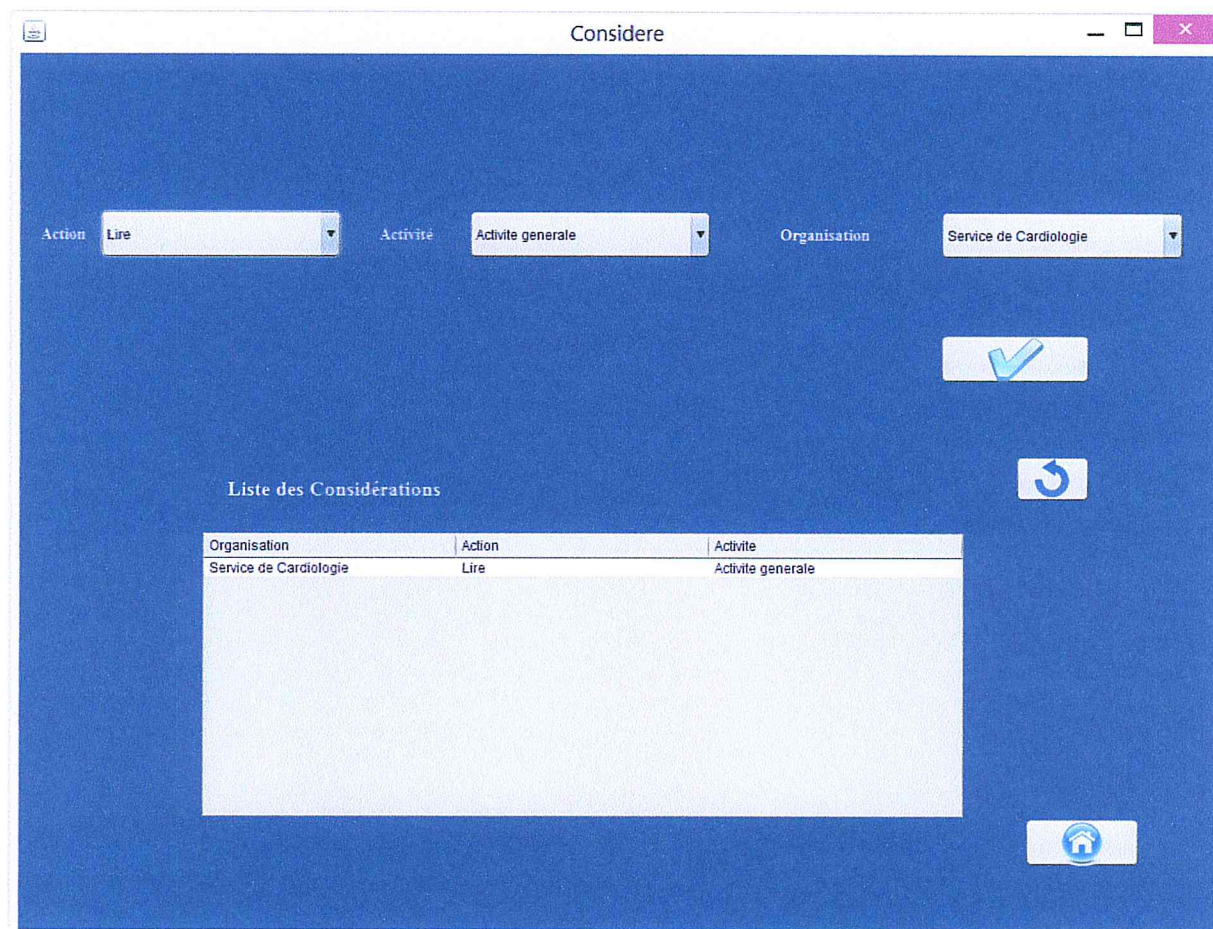 Considere
Action Lire Activité Activite generale Organisation Service de Cardiologie
Liste des Considérations
Organisation Action Activite
Service de Cardiologie Lire Activite generale